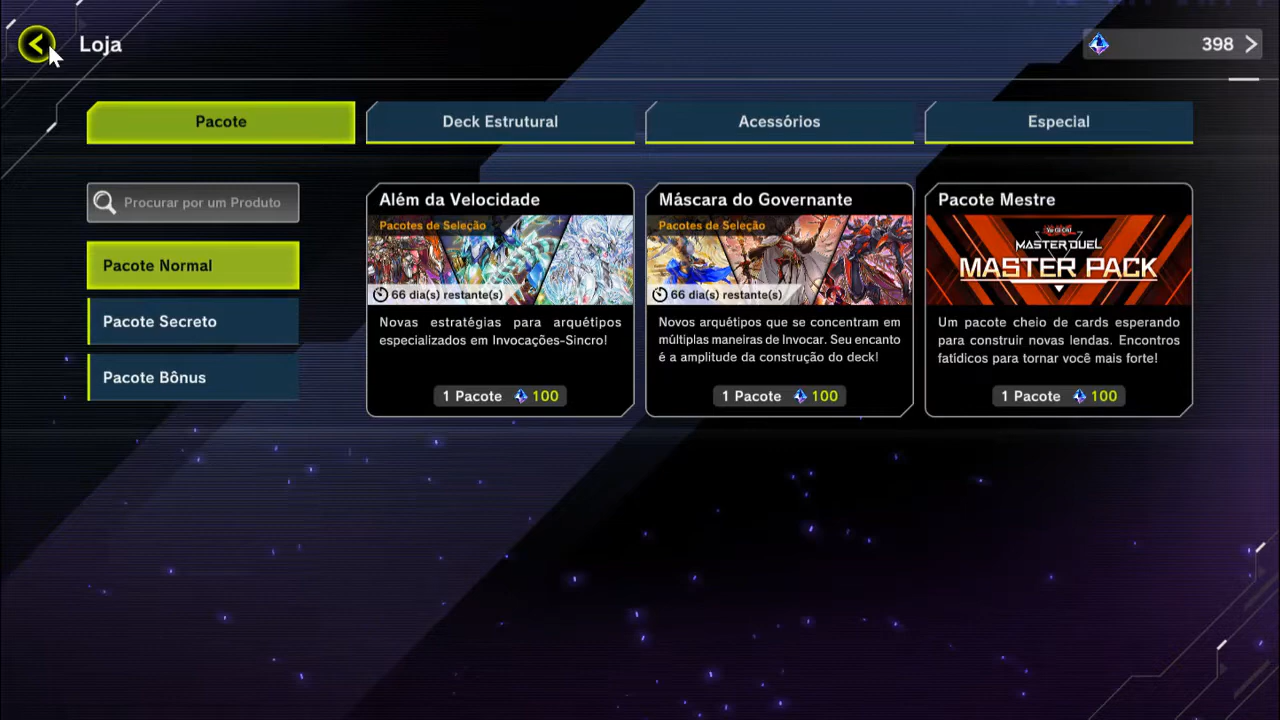 Loja
398
Pacote
Deck Estrutural
Acessórios
Especial
Procurar por um Produto
Pacote Normal
Pacote Secreto
Pacote Bônus
Além da Velocidade
Pacotes de Seleção
66 dia(s) restante(s)
Novas estratégias para arquétipos
especializados em Invocações-Sincro!
1 Pacote 100
Máscara do Governante
Pacotes de Seleção
66 dia(s) restante(s)
Novos arquétipos que se concentram em
múltiplas maneiras de Invocar. Seu encanto
é a amplitude da construção do deck!
1 Pacote 100
Pacote Mestre
Yu-Gi-Oh!
MASTER DUEL
MASTER PACK
Um pacote cheio de cards esperando
para construir novas lendas. Encontros
fatídicos para tornar você mais forte!
1 Pacote 100